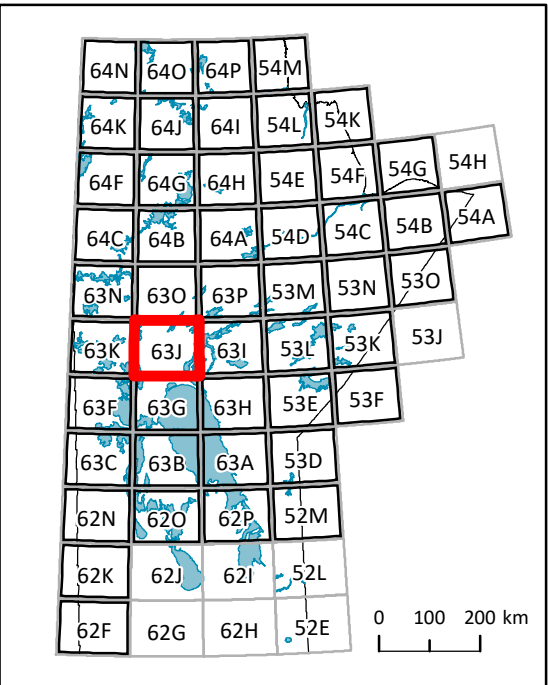 64N 64O 64P 54M
64K 64J 64I 54L 54K
64F 64G 64H 54E 54F 54G 54H
64C 64B 64A 54D 54C 54B 54A
63N 63O 63P 53M 53N 53O
63K 63J 63I 53L 53K 53J
63F 63G 63H 53E 53F
63C 63B 63A 53D
62N 62O 62P 52M
62K 62J 62I 52L
62F 62G 62H 52E
0 100 200 km